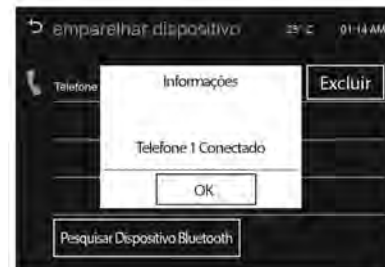 emparelhar dispositivo
25° C
01:14 AM
Telefone
Excluir
Informações
Telefone 1 Conectado
OK
Pesquisar Dispositivo Bluetooth